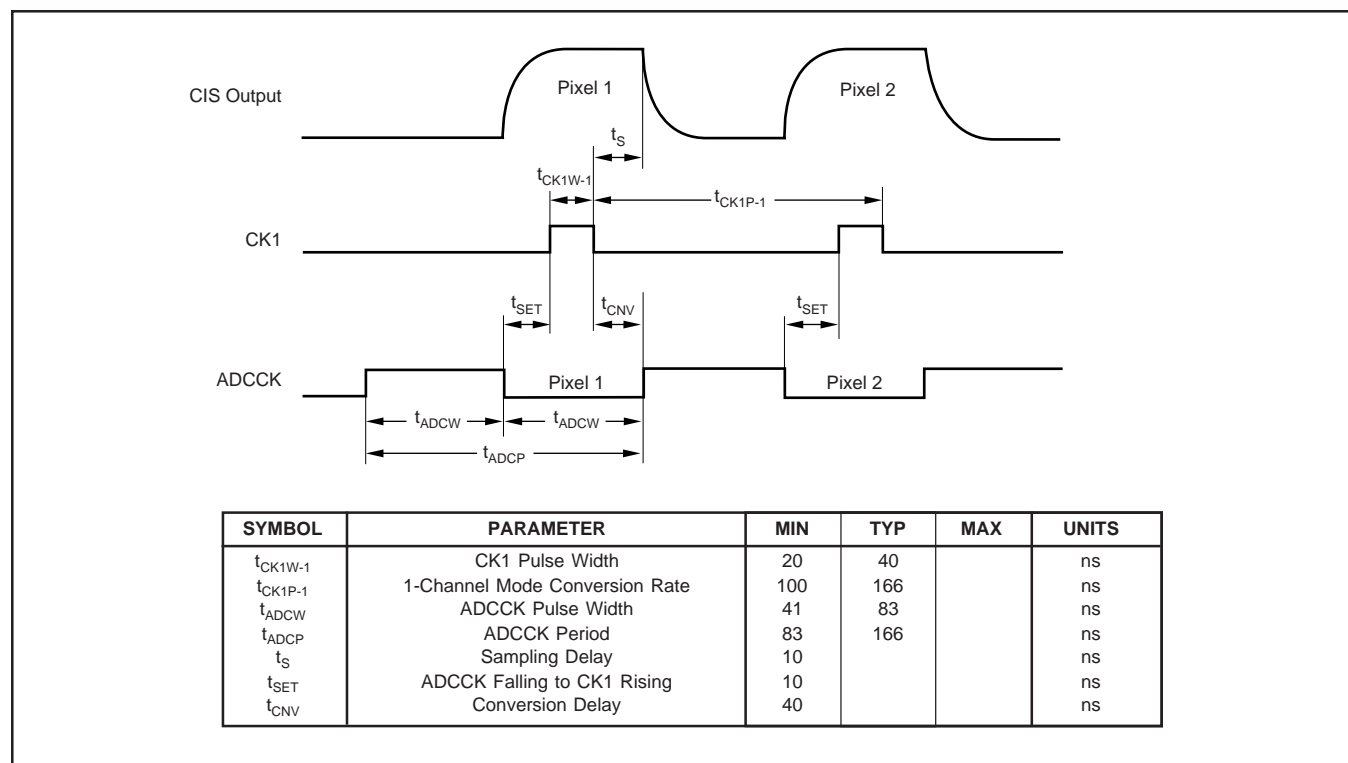 CIS Output
Pixel 1
Pixel 2
tS
tCK1W-1
tCK1P-1
CK1
tSET
tCNV
tSET
ADCCK
Pixel 1
Pixel 2
tADCW
tADCW
tADCP
SYMBOL PARAMETER MIN TYP MAX UNITS
tCK1W-1 CK1 Pulse Width 20 40 ns
tCK1P-1 1-Channel Mode Conversion Rate 100 166 ns
tADCW ADCCK Pulse Width 41 83 ns
tADCP ADCCK Period 83 166 ns
tS Sampling Delay 10 ns
tSET ADCCK Falling to CK1 Rising 10 ns
tCNV Conversion Delay 40 ns